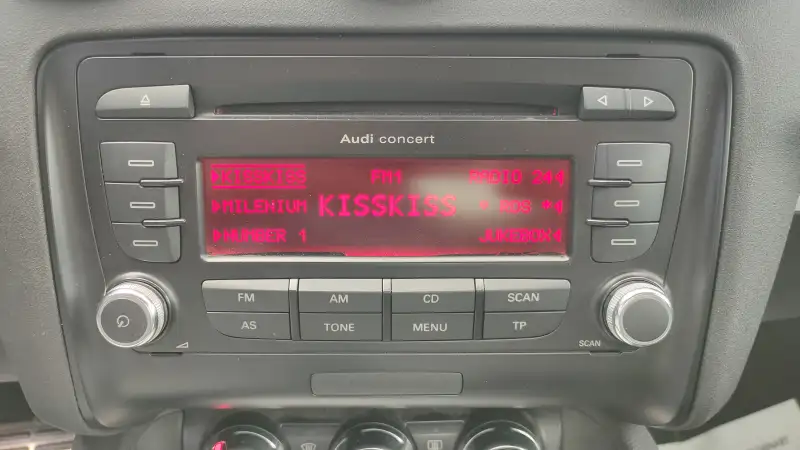 Audi concert
KISSKISS FM1 RADIO 24
MILENIUM KISSKISS
NUMBER 1 JUKEBOX
FM AM CD SCAN
AS TONE MENU TP
SCAN